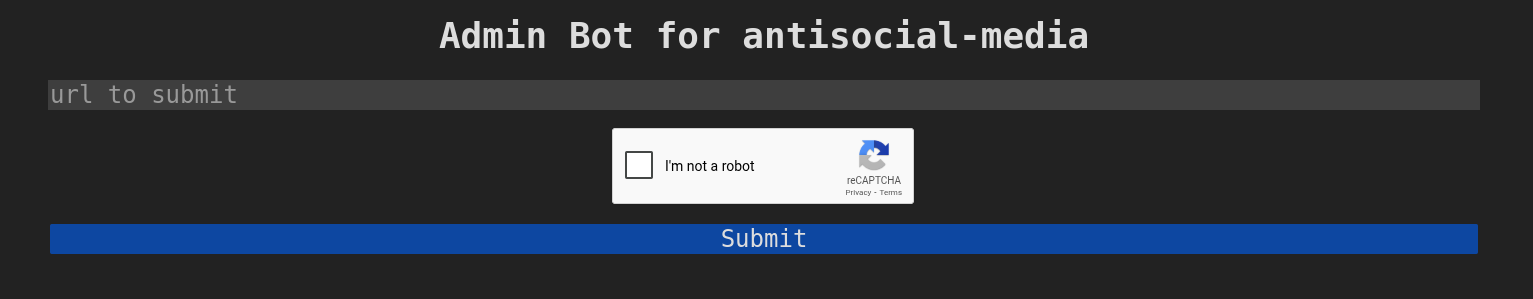 Admin Bot for antisocial-media
url to submit
I'm not a robot
reCAPTCHA
Privacy - Terms
Submit